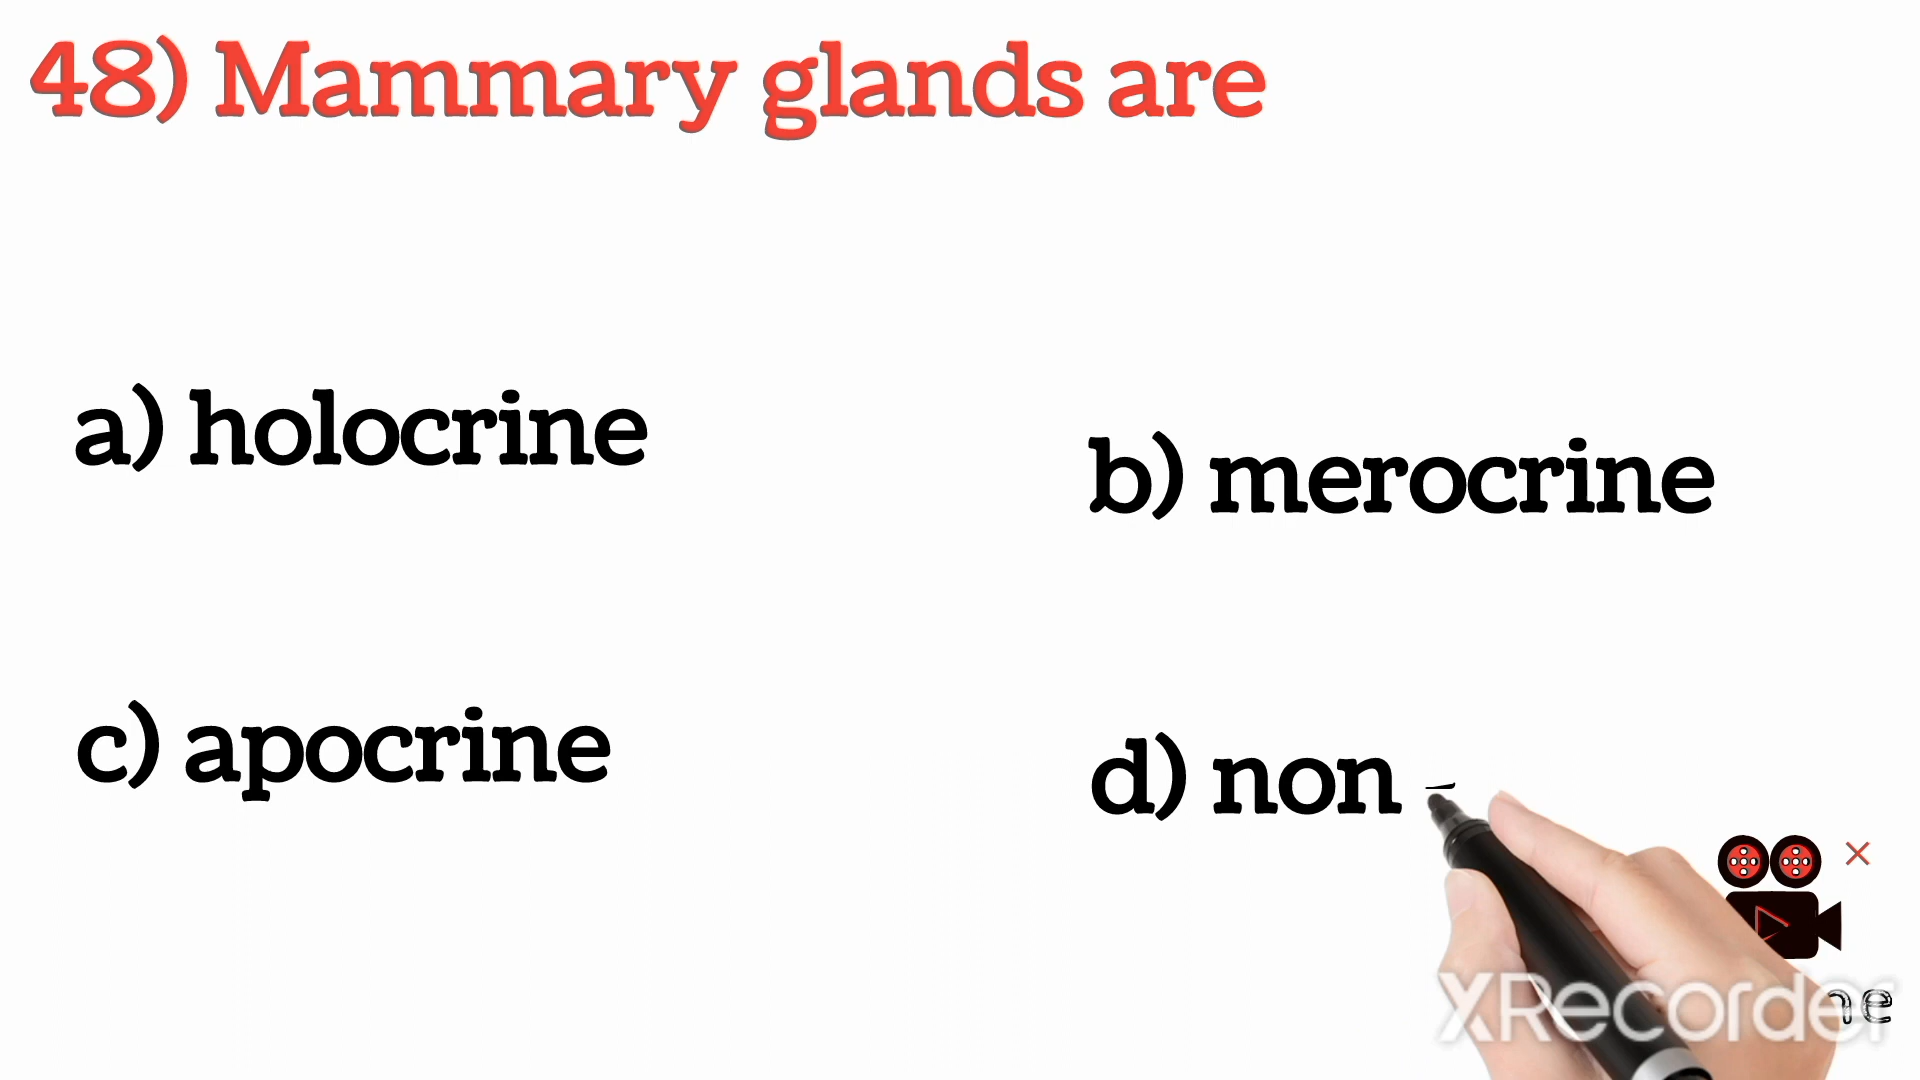 48) Mammary glands are
a) holocrine
b) merocrine
c) apocrine
d) non -
XRecorder